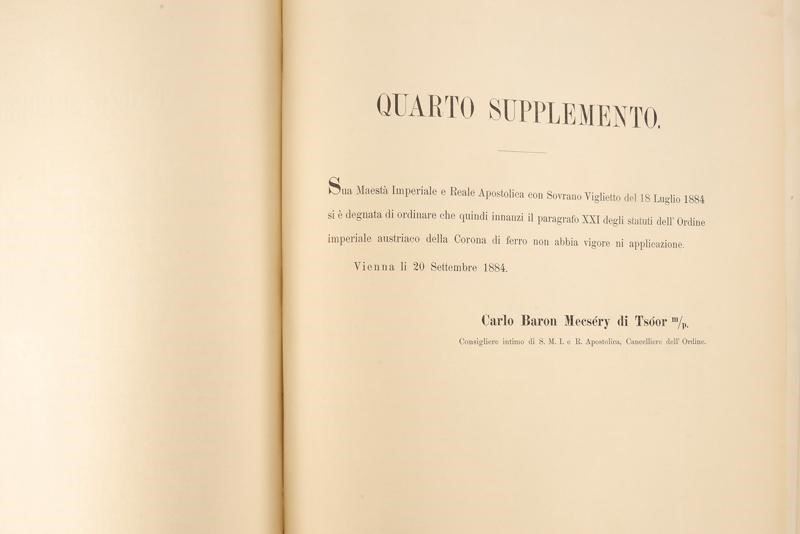 QUARTO SUPPLEMENTO.
Sua Maestà Imperiale e Reale Apostolica con Sovrano Viglietto del 18 Luglio 1884
si è degnata di ordinare che quindi innanzi il paragrafo XXI degli statuti dell' Ordine
imperiale austriaco della Corona di ferro non abbia vigore ni applicazione.
Vienna li 20 Settembre 1884.
Carlo Baron Mecséry di Tsóor m/p.
Consigliere intimo di S. M. I. e R. Apostolica, Cancelliere dell' Ordine.